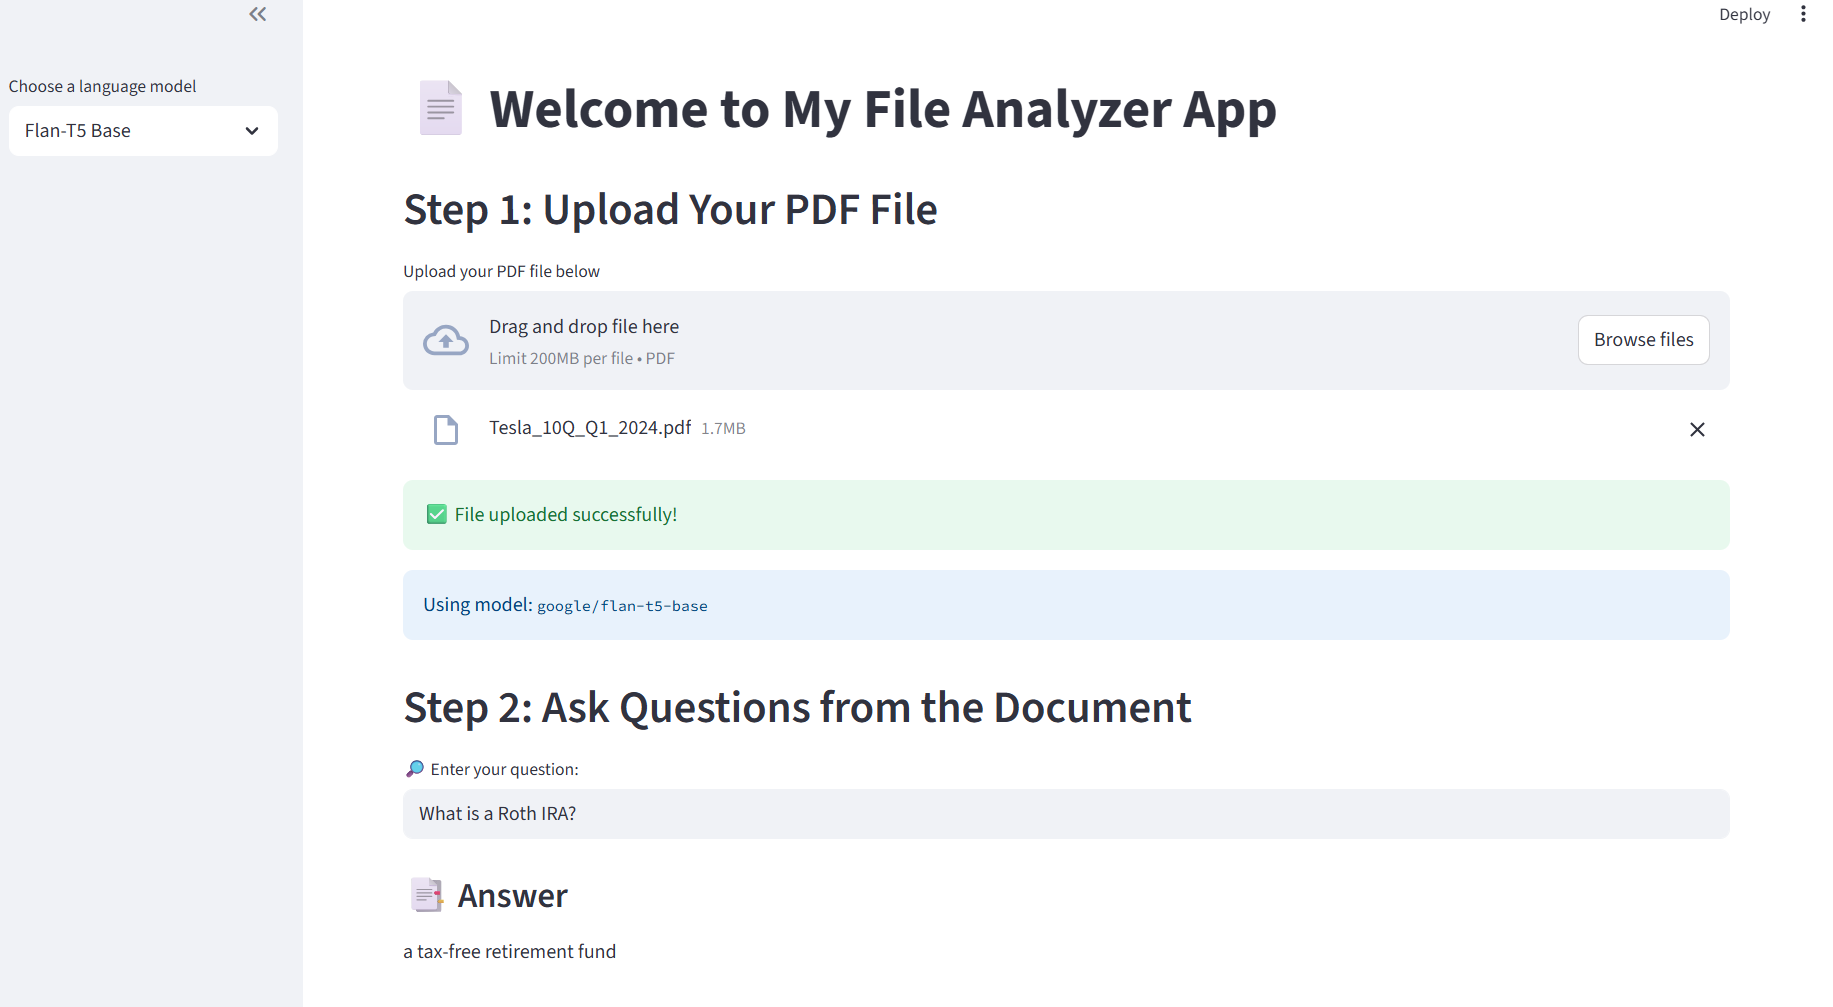 Deploy
Choose a language model
Flan-T5 Base
Welcome to My File Analyzer App
Step 1: Upload Your PDF File
Upload your PDF file below
Drag and drop file here
Limit 200MB per file • PDF
Browse files
Tesla_10Q_Q1_2024.pdf 1.7MB
File uploaded successfully!
Using model: google/flan-t5-base
Step 2: Ask Questions from the Document
Enter your question:
What is a Roth IRA?
Answer
a tax-free retirement fund